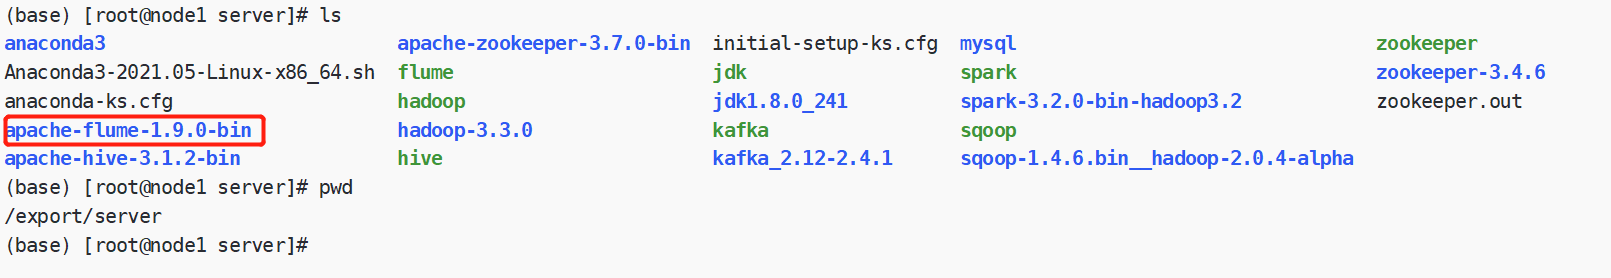 (base) [root@node1 server]# ls
anaconda3 apache-zookeeper-3.7.0-bin initial-setup-ks.cfg mysql zookeeper
Anaconda3-2021.05-Linux-x86_64.sh flume jdk spark zookeeper-3.4.6
anaconda-ks.cfg hadoop jdk1.8.0_241 spark-3.2.0-bin-hadoop3.2 zookeeper.out
apache-flume-1.9.0-bin hadoop-3.3.0 kafka sqoop
apache-hive-3.1.2-bin hive kafka_2.12-2.4.1 sqoop-1.4.6.bin__hadoop-2.0.4-alpha
(base) [root@node1 server]# pwd
/export/server
(base) [root@node1 server]#